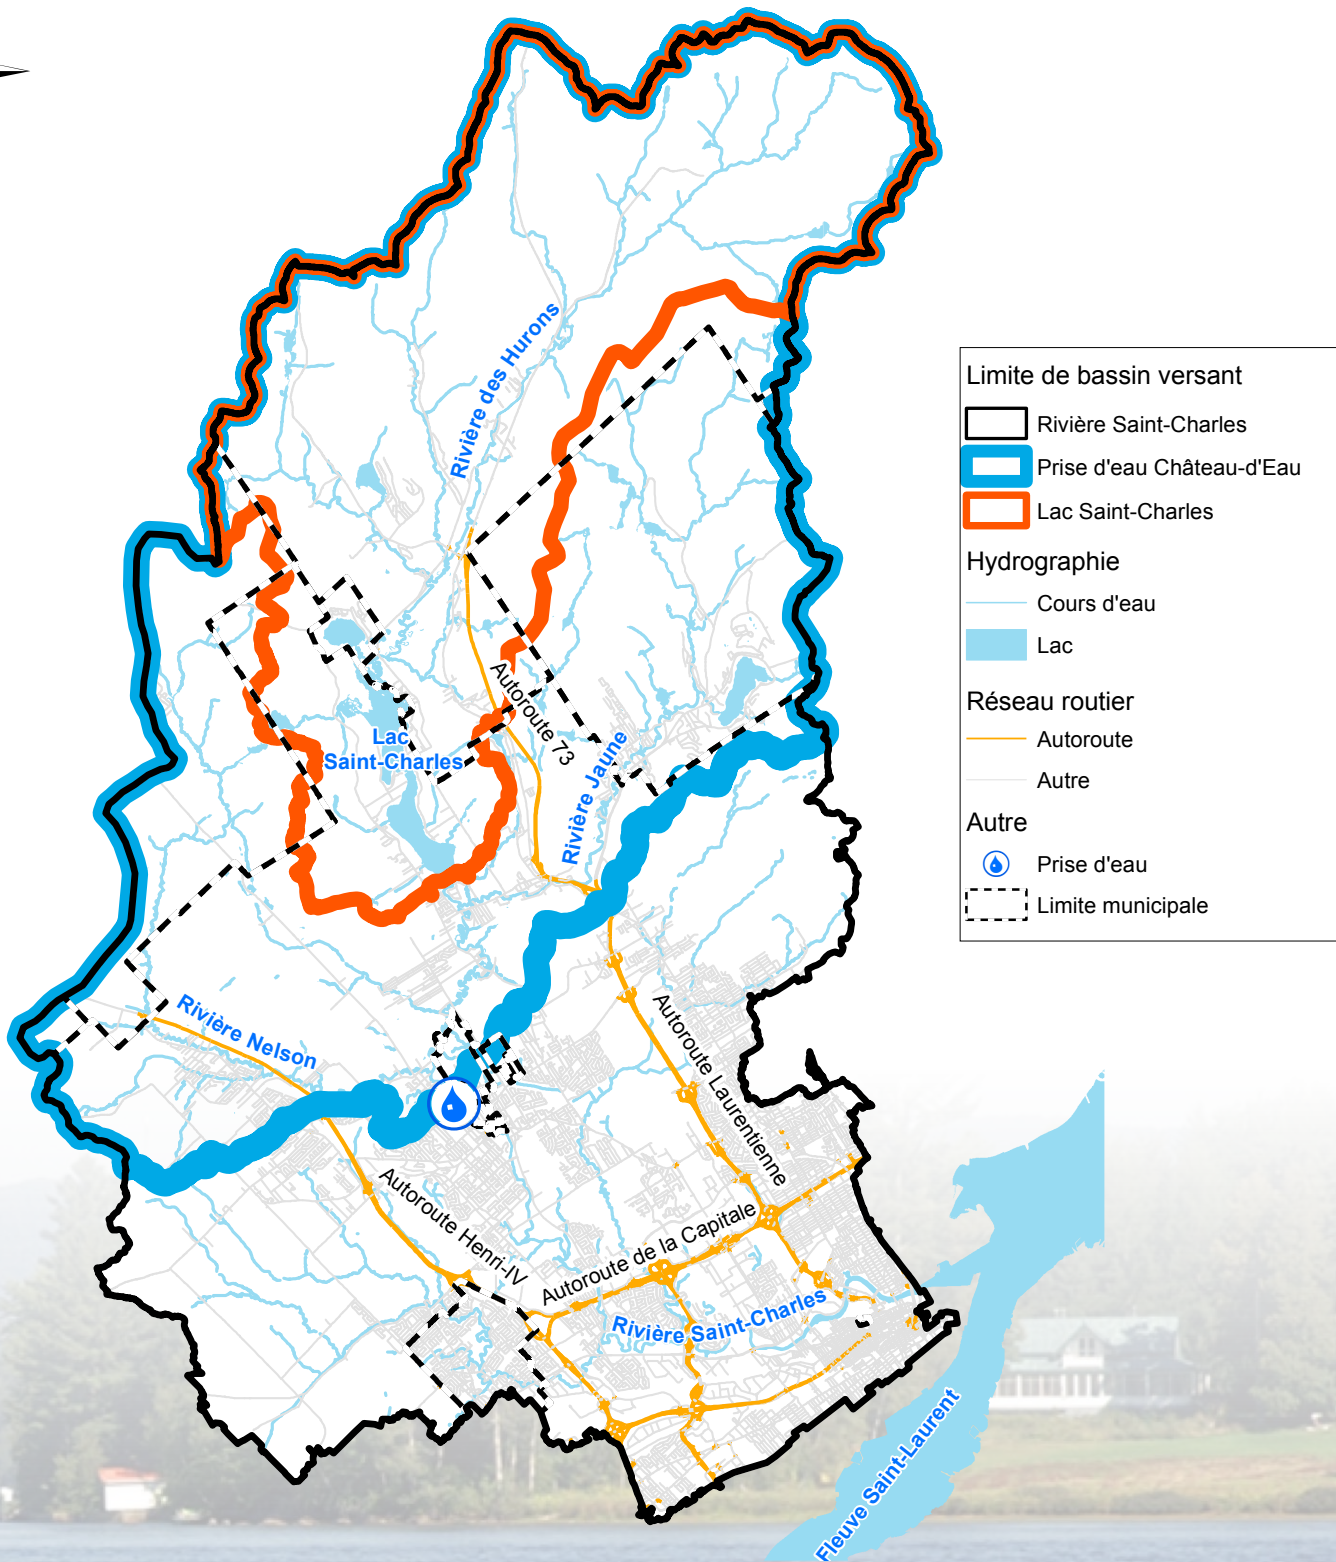 Rivière des Hurons
Lac
Saint-Charles
Autoroute 73
Rivière Jaune
Rivière Nelson
Autoroute Laurentienne
Autoroute Henri-IV
Autoroute de la Capitale
Rivière Saint-Charles
Fleuve Saint-Laurent
Limite de bassin versant
Rivière Saint-Charles
Prise d'eau Château-d'Eau
Lac Saint-Charles
Hydrographie
Cours d'eau
Lac
Réseau routier
Autoroute
Autre
Autre
Prise d'eau
Limite municipale